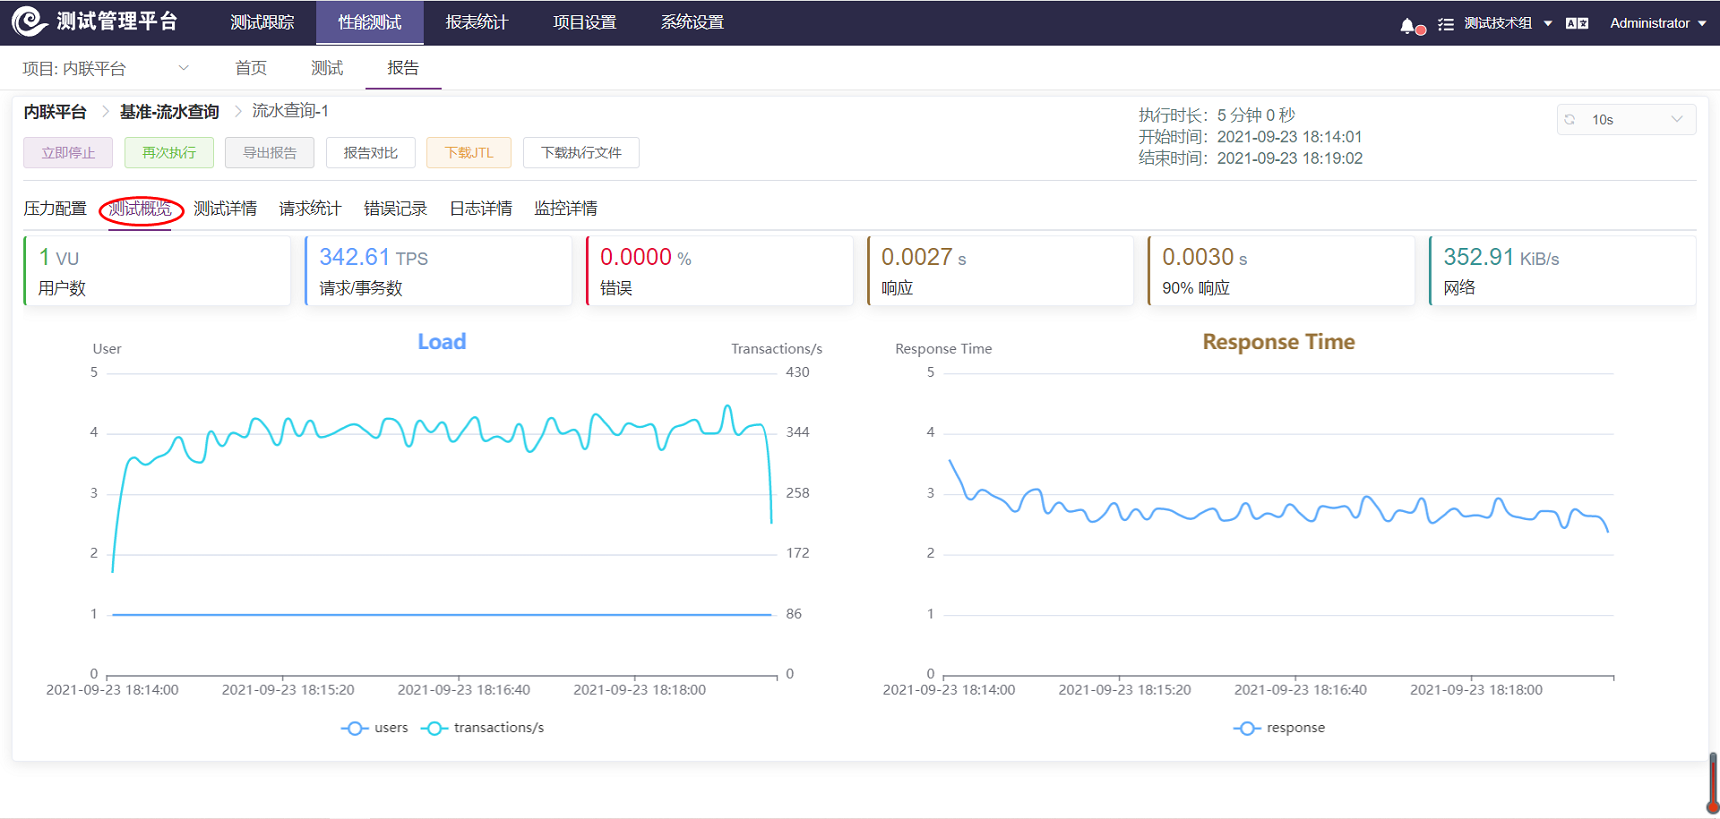 测试管理平台 测试跟踪 性能测试 报表统计 项目设置 系统设置 测试技术组 Administrator
项目: 内联平台 首页 测试 报告
内联平台 > 基准-流水查询 > 流水查询-1
执行时长: 5 分钟 0 秒
开始时间: 2021-09-23 18:14:01
结束时间: 2021-09-23 18:19:02
10s
立即停止 再次执行 导出报告 报告对比 下载JTL 下载执行文件
压力配置 测试概览 测试详情 请求统计 错误记录 日志详情 监控详情
1 VU
用户数
342.61 TPS
请求/事务数
0.0000 %
错误
0.0027 s
响应
0.0030 s
90% 响应
352.91 KiB/s
网络
Load
User
Transactions/s
5 430
4 344
3 258
2 172
1 86
0 0
2021-09-23 18:14:00 2021-09-23 18:15:20 2021-09-23 18:16:40 2021-09-23 18:18:00
users transactions/s
Response Time
Response Time
5
4
3
2
1
0
2021-09-23 18:14:00 2021-09-23 18:15:20 2021-09-23 18:16:40 2021-09-23 18:18:00
response